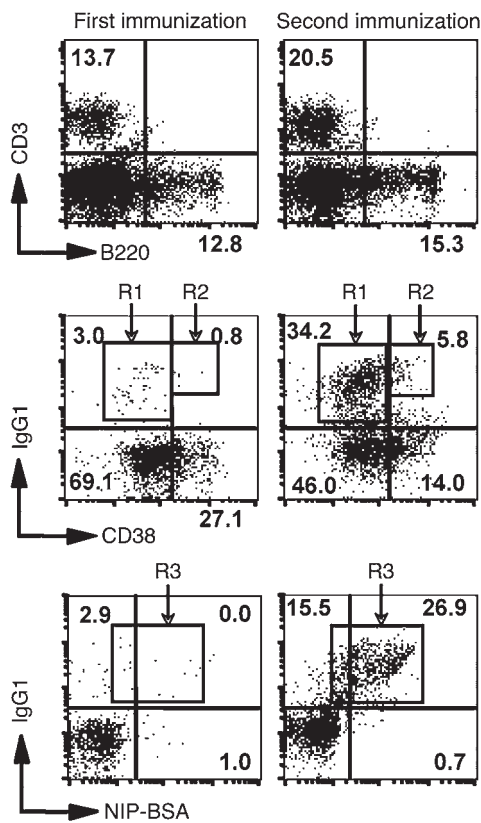 First immunization Second immunization
13.7 20.5
CD3
B220 12.8 15.3
R1 R2 R1 R2
3.0 0.8 34.2 5.8
IgG1
69.1 46.0 14.0
CD38 27.1
R3 R3
2.9 0.0 15.5 26.9
IgG1
1.0 0.7
NIP-BSA